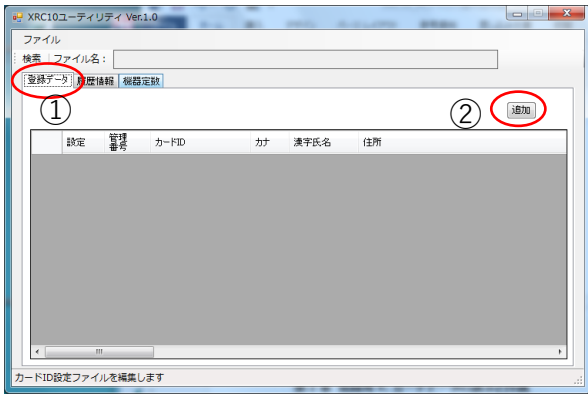 XRC10ユーティリティ Ver.1.0
ファイル
検索 ファイル名：
登録データ 履歴情報 機器定数
① ② 追加
設定 管理番号 カードID カナ 漢字氏名 住所
カードID設定ファイルを編集します